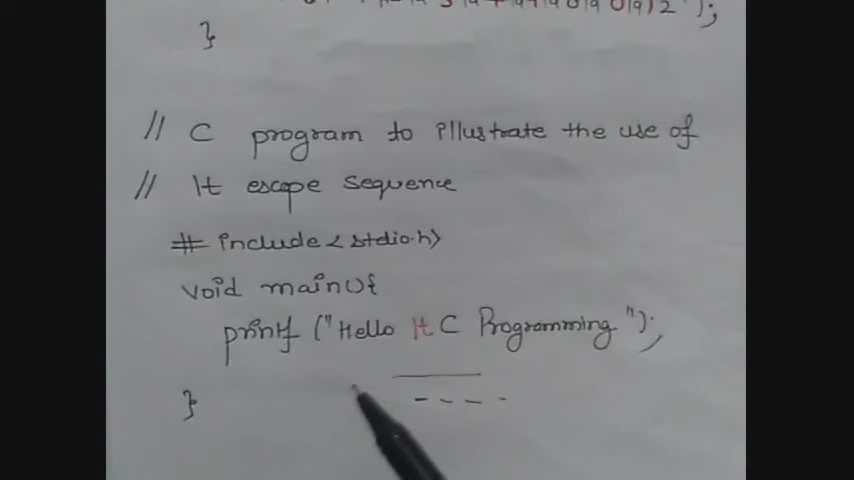 }
// C program to illustrate the use of
// \t escape sequence
# include <stdio.h>
void main(){
printf ("Hello \t C Programming ");
}